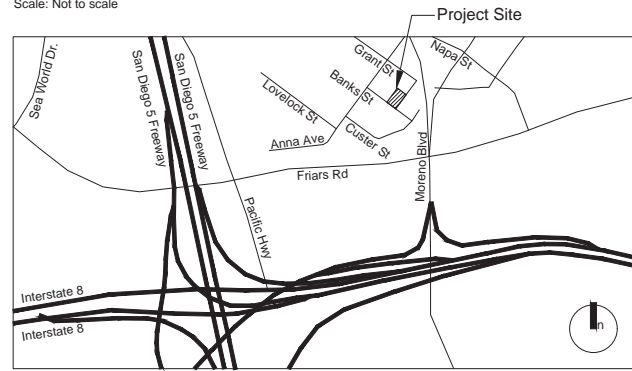 Scale: Not to scale
Project Site
Sea World Dr.
San Diego 5 Freeway
San Diego 5 Freeway
Grant St
Napa St
Banks St
Lovelock St
Custer St
Anna Ave
Moreno Blvd
Friars Rd
Pacific Hwy
Interstate 8
Interstate 8
n